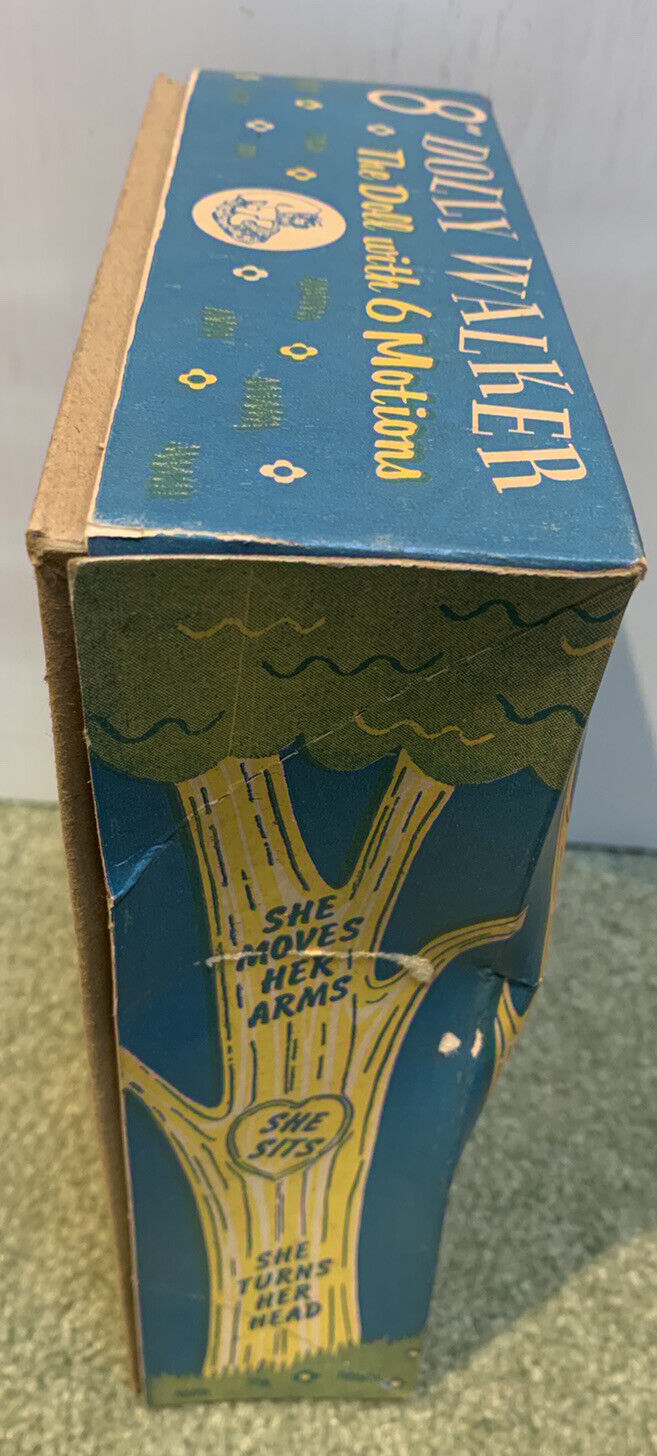 8" DOLLY WALKER
The Doll with 6 Motions
SHE
MOVES
HER
ARMS
SHE
SITS
SHE
TURNS
HER
HEAD